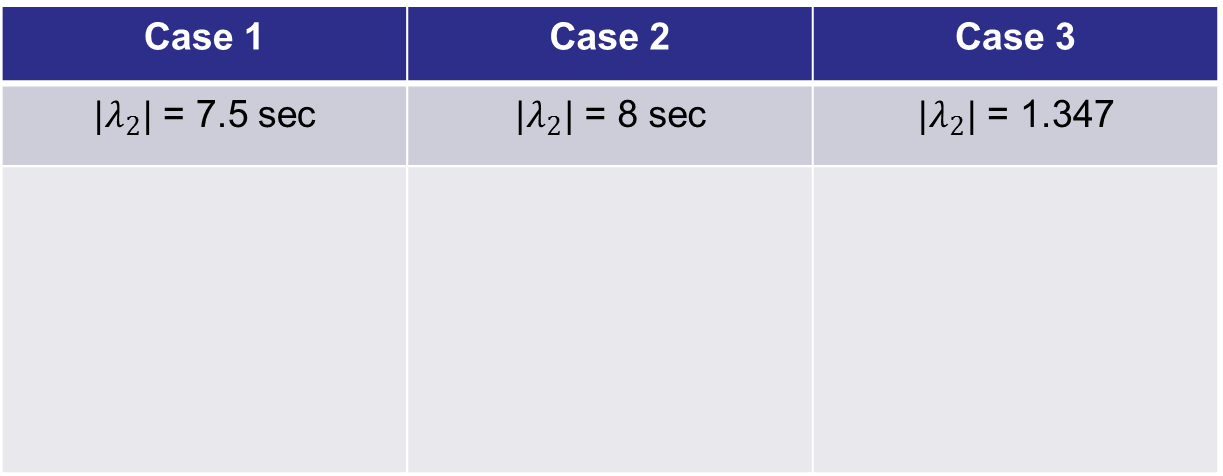 Case 1 Case 2 Case 3
|λ₂| = 7.5 sec |λ₂| = 8 sec |λ₂| = 1.347